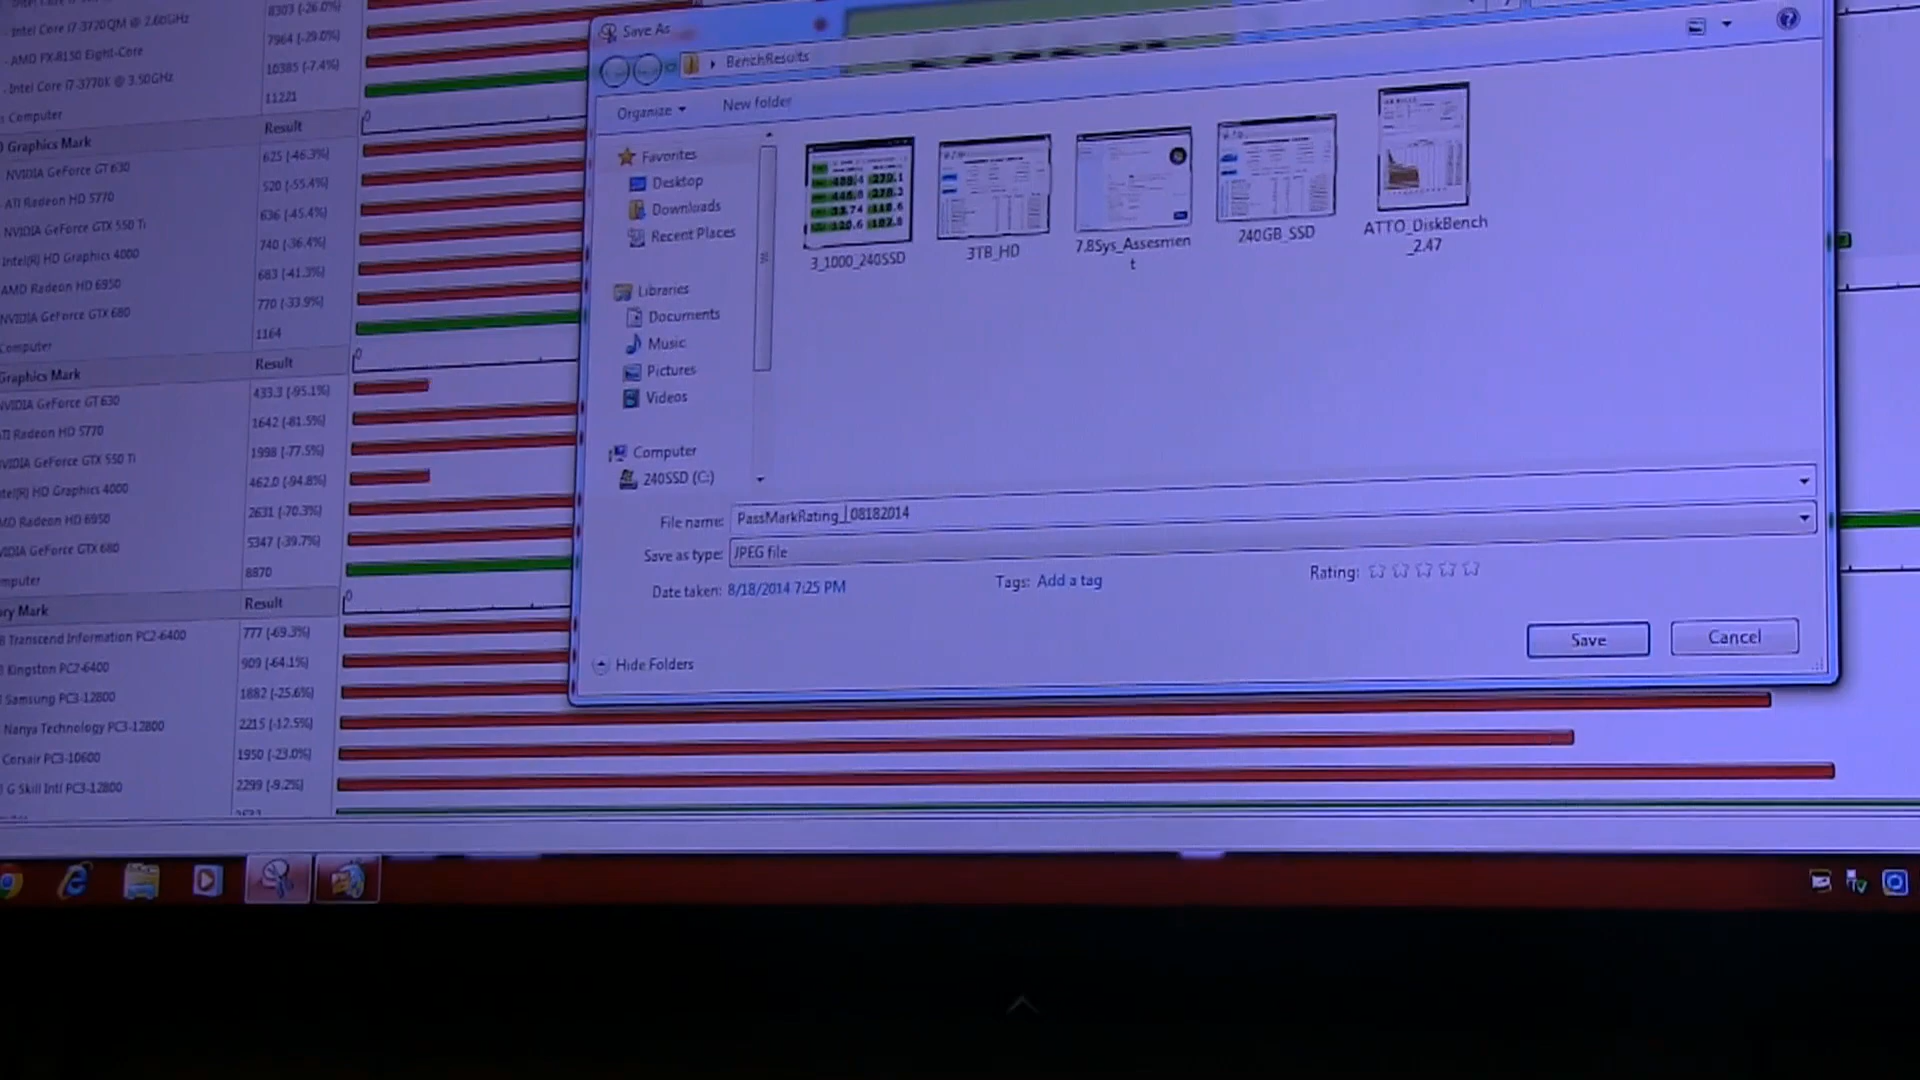 8303 (-26.0%)
Intel Core i7-3720QM @ 2.60GHz
7964 (-29.0%)
- AMD FX-8150 Eight-Core
10385 (-7.4%)
- Intel Core i7-3770K @ 3.50GHz
11221
s Computer
Graphics Mark
Result
0
NVIDIA GeForce GT 630
625 (-46.3%)
ATI Radeon HD 5770
520 (-55.4%)
NVIDIA GeForce GTX 550 Ti
636 (-45.4%)
Intel(R) HD Graphics 4000
740 (-36.4%)
AMD Radeon HD 6950
683 (-41.3%)
NVIDIA GeForce GTX 680
770 (-33.9%)
Computer
1164
Graphics Mark
Result
0
NVIDIA GeForce GT 630
433.3 (-95.1%)
TI Radeon HD 5770
1642 (-81.5%)
VIDIA GeForce GTX 550 Ti
1998 (-77.5%)
tel(R) HD Graphics 4000
462.0 (-94.8%)
MD Radeon HD 6950
2631 (-70.3%)
VIDIA GeForce GTX 680
5347 (-39.7%)
mputer
8870
ry Mark
Result
0
B Transcend Information PC2-6400
777 (-69.3%)
Kingston PC2-6400
909 (-64.1%)
Samsung PC3-12800
1882 (-25.6%)
Nanya Technology PC3-12800
2215 (-12.5%)
Corsair PC3-10600
1950 (-23.0%)
G Skill Intl PC3-12800
2299 (-9.2%)
Save As
BenchResults
Organize
New folder
Favorites
Desktop
Downloads
Recent Places
Libraries
Documents
Music
Pictures
Videos
Computer
240SSD (C:)
3_1000_240SSD
3TB_HD
7.8Sys_Assesmen
t
240GB_SSD
ATTO_DiskBench
_2.47
File name: PassMarkRating_08182014
Save as type: JPEG file
Date taken: 8/18/2014 7:25 PM
Tags: Add a tag
Rating:
Hide Folders
Save
Cancel